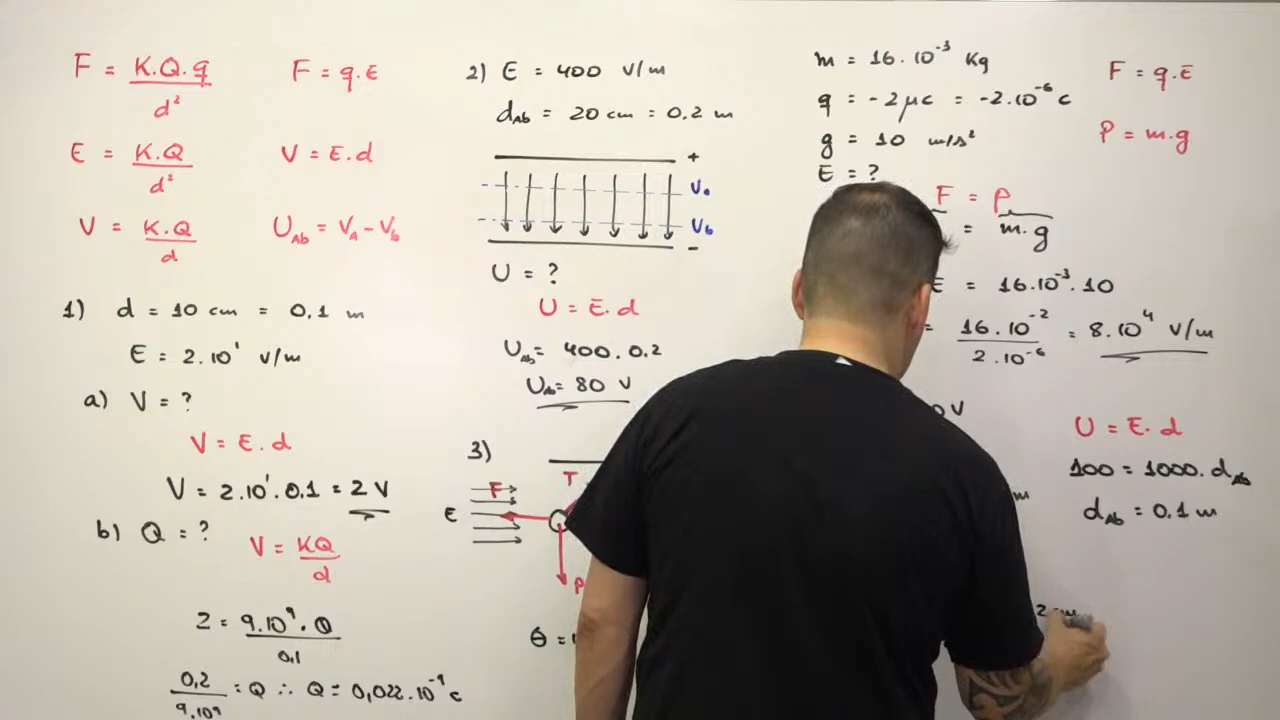 F = K.Q.q / d²
F = q.E
E = K.Q / d²
V = E.d
V = K.Q / d
U_AB = V_A - V_B
1) d = 10 cm = 0,1 m
E = 2.10¹ V/m
a) V = ?
V = E.d
V = 2.10¹.0,1 = 2 V
b) Q = ?
V = KQ / d
2 = 9.10⁹.Q / 0,1
0,2 / 9.10⁹ = Q ∴ Q = 0,022.10⁻⁹ C
2) E = 400 V/m
d_AB = 20 cm = 0.2 m
+
V_a
V_b
-
U = ?
U = E.d
U_AB = 400.0.2
U_AB = 80 V
3)
T
F
E
P
θ =
m = 16.10⁻³ Kg
q = -2μC = -2.10⁻⁶ C
g = 10 m/s²
E = ?
F = q.E
P = m.g
F = P
= m.g
E = 16.10⁻³.10
= 16.10⁻² / 2.10⁻⁶ = 8.10⁴ V/m
0 V
m
U = E.d
100 = 1000.d_AB
d_AB = 0.1 m
2 m